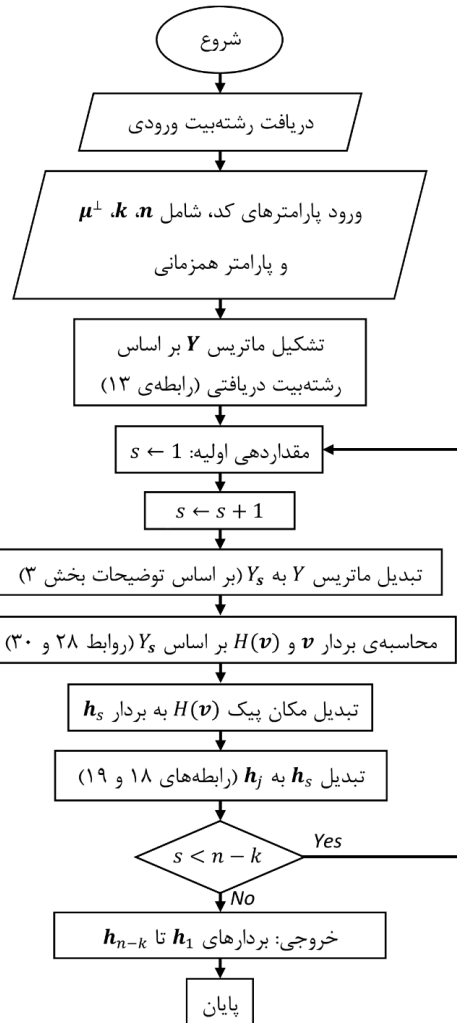 شروع
دریافت رشته‌بیت ورودی
ورود پارامترهای کد، شامل n، k، μ⊥
و پارامتر همزمانی
تشکیل ماتریس Y بر اساس
رشته‌بیت دریافتی (رابطه‌ی ۱۳)
مقداردهی اولیه: s ← 1
s ← s + 1
تبدیل ماتریس Y به Yₛ (بر اساس توضیحات بخش ۳)
محاسبه‌ی بردار v و H(v) بر اساس Yₛ (روابط ۲۸ و ۳۰)
تبدیل مکان پیک H(v) به بردار hₛ
تبدیل hₛ به hⱼ (رابطه‌های ۱۸ و ۱۹)
s < n − k
Yes
No
خروجی: بردارهای h₁ تا hₙ₋ₖ
پایان